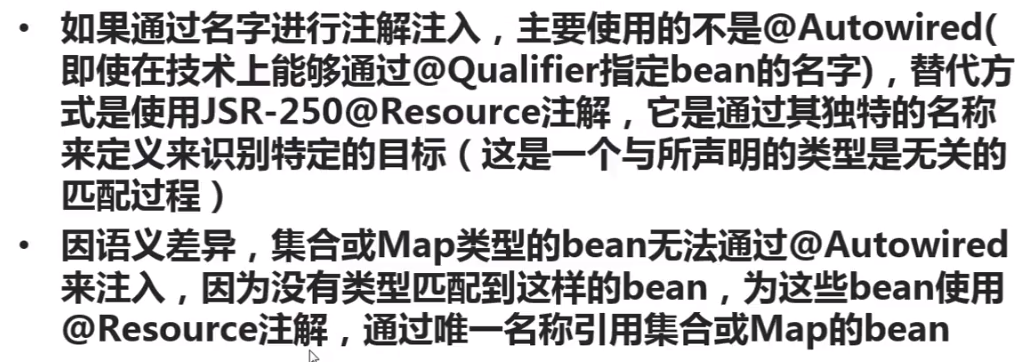 • 如果通过名字进行注解注入，主要使用的不是@Autowired(
即使在技术上能够通过@Qualifier指定bean的名字)，替代方
式是使用JSR-250@Resource注解，它是通过其独特的名称
来定义来识别特定的目标（这是一个与所声明的类型是无关的
匹配过程）
• 因语义差异，集合或Map类型的bean无法通过@Autowired
来注入，因为没有类型匹配到这样的bean，为这些bean使用
@Resource注解，通过唯一名称引用集合或Map的bean